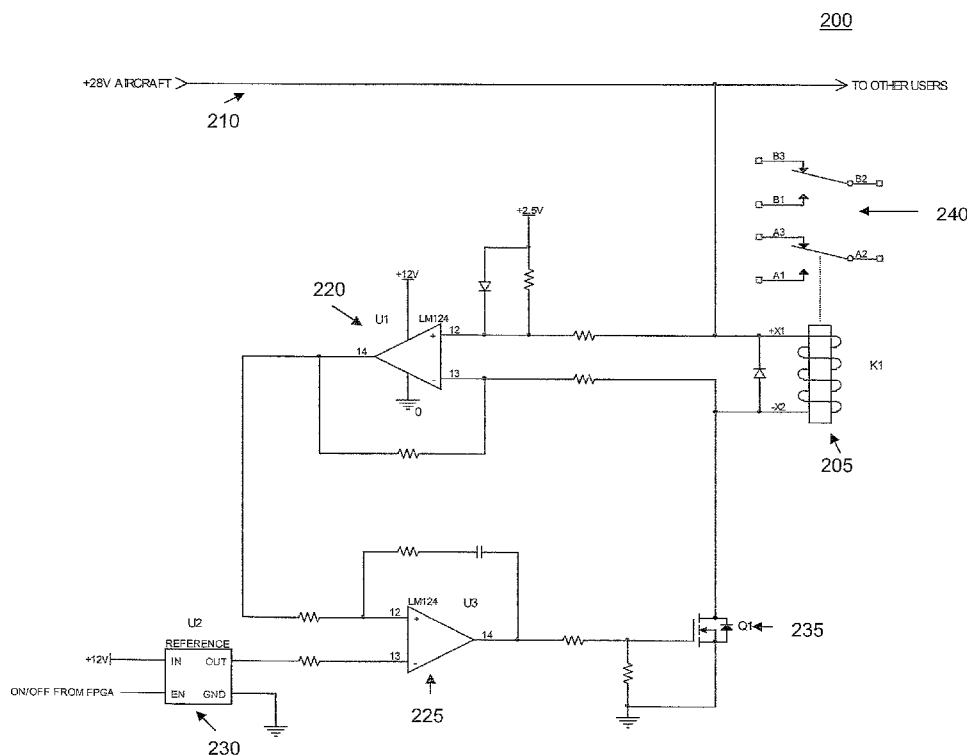 200
+28V AIRCRAFT
TO OTHER USERS
210
B3
B2
B1
240
A3
A2
A1
+2.5V
+12V
220
U1
LM124
12
14
13
0
+X1
K1
-X2
205
U2
REFERENCE
+12V
IN
OUT
ON/OFF FROM FPGA
EN
GND
230
LM124
U3
12
14
13
225
Q1
235